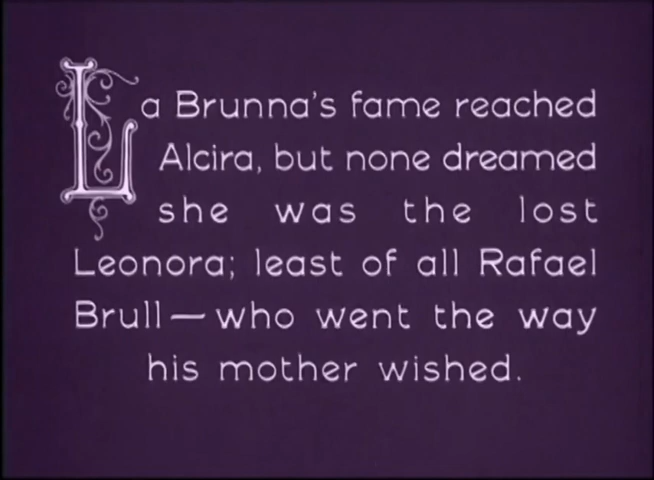 La Brunna's fame reached
Alcira, but none dreamed
she was the lost
Leonora; least of all Rafael
Brull—who went the way
his mother wished.